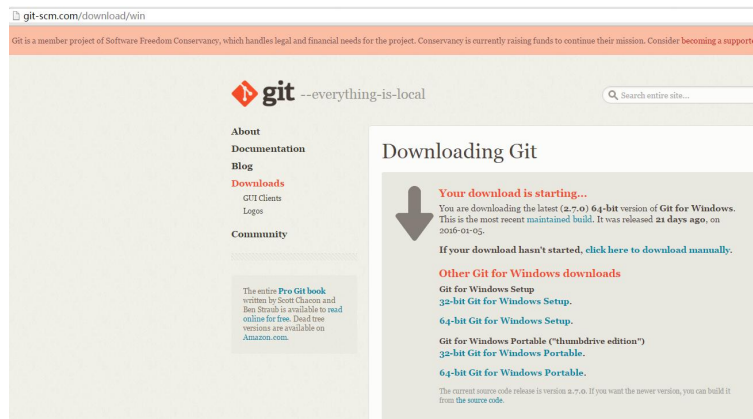 git-scm.com/download/win
Git is a member project of Software Freedom Conservancy, which handles legal and financial needs for the project. Conservancy is currently raising funds to continue their mission. Consider becoming a supporte
git --everything-is-local
Search entire site...
About
Documentation
Blog
Downloads
GUI Clients
Logos
Community
The entire Pro Git book
written by Scott Chacon and
Ben Straub is available to read
online for free. Dead tree
versions are available on
Amazon.com.
Downloading Git
Your download is starting...
You are downloading the latest (2.7.0) 64-bit version of Git for Windows.
This is the most recent maintained build. It was released 21 days ago, on
2016-01-05.
If your download hasn't started, click here to download manually.
Other Git for Windows downloads
Git for Windows Setup
32-bit Git for Windows Setup.
64-bit Git for Windows Setup.
Git for Windows Portable ("thumbdrive edition")
32-bit Git for Windows Portable.
64-bit Git for Windows Portable.
The current source code release is version 2.7.0. If you want the newer version, you can build it
from the source code.